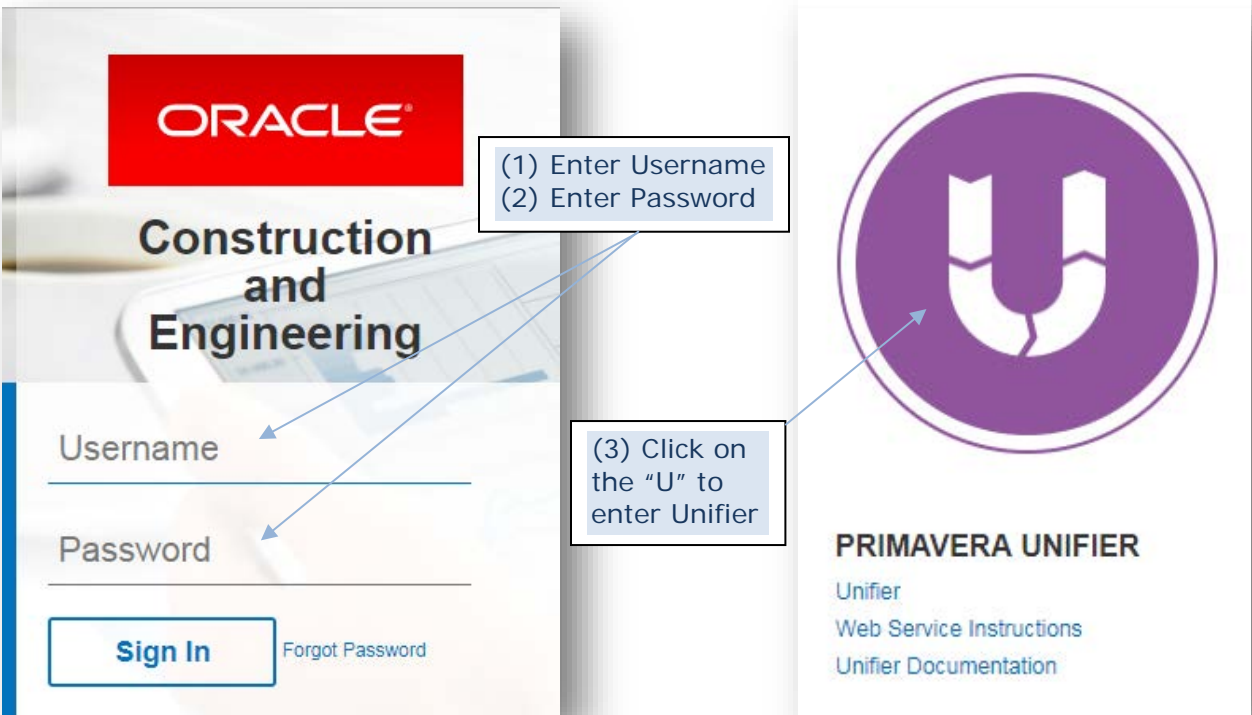 ORACLE®
Construction
and
Engineering
Username
Password
Sign In
Forgot Password
(1) Enter Username
(2) Enter Password
(3) Click on
the “U” to
enter Unifier
U
PRIMAVERA UNIFIER
Unifier
Web Service Instructions
Unifier Documentation